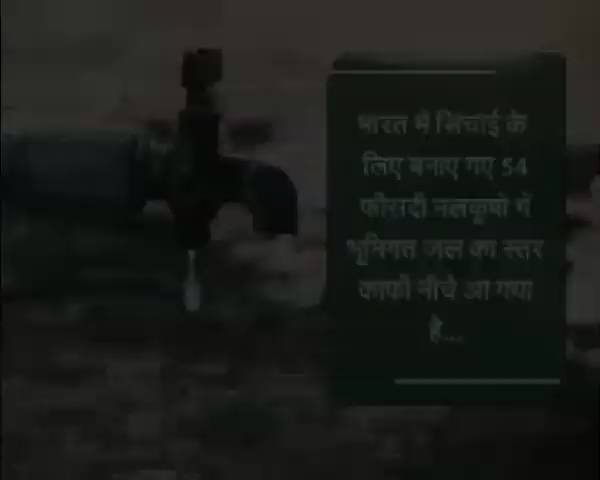 भारत में सिंचाई के
लिए बनाए गए 54
फीसदी नलकूपों में
भूमिगत जल का स्तर
काफी नीचे आ गया
है...